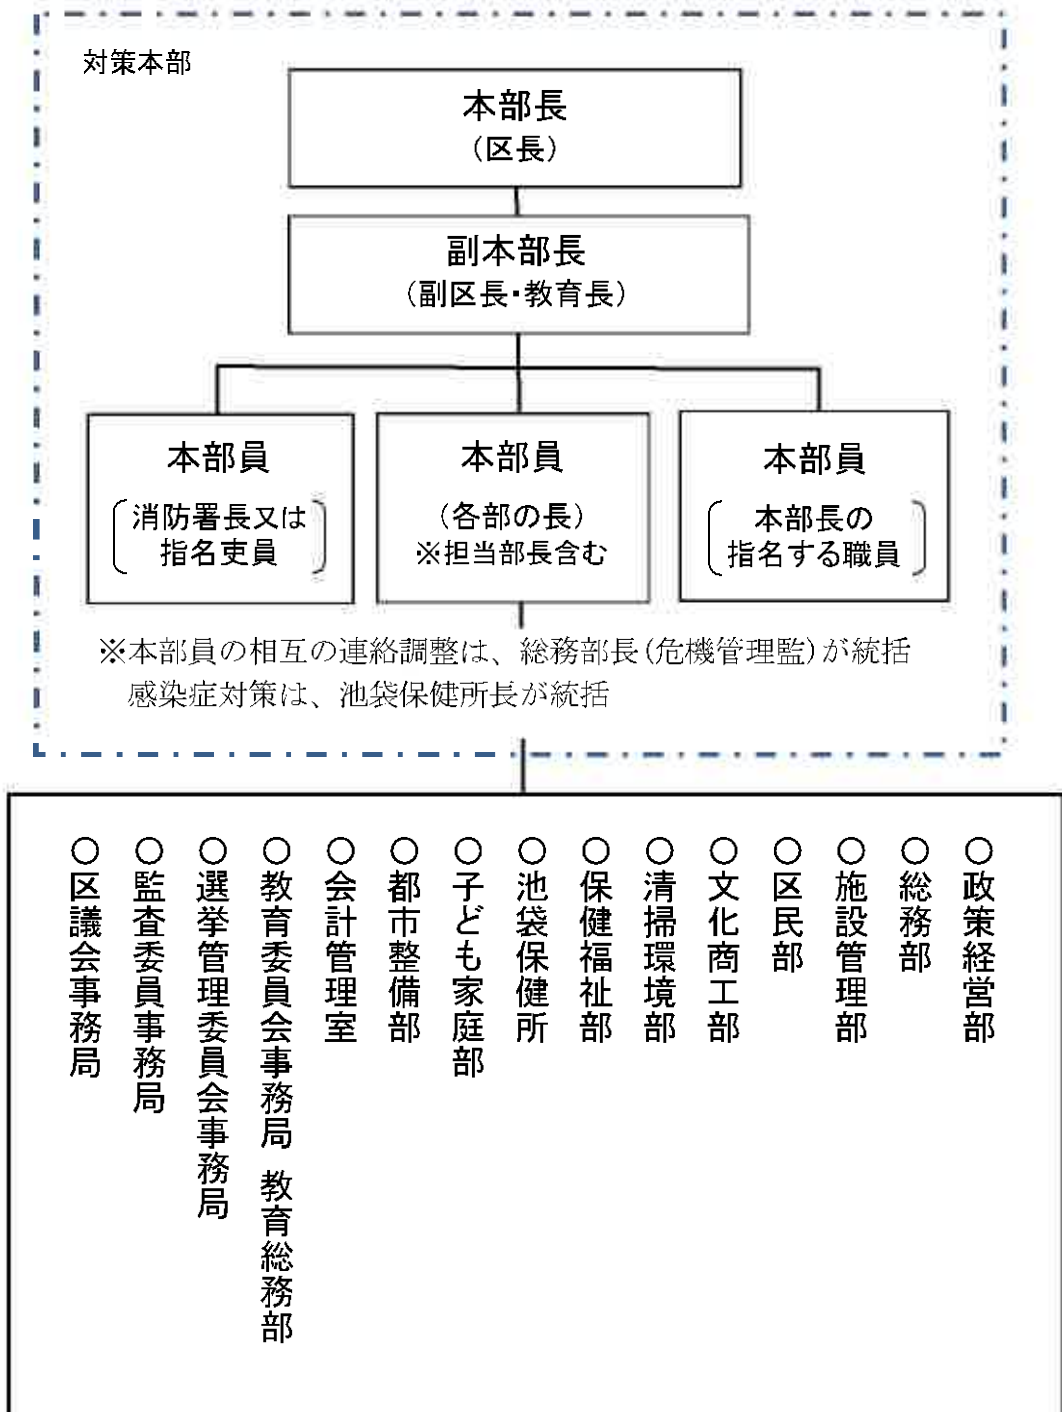 対策本部
本部長
（区長）
副本部長
（副区長・教育長）
本部員
消防署長又は
指名吏員
本部員
（各部の長）
※担当部長含む
本部員
本部長の
指名する職員
※本部員の相互の連絡調整は、総務部長(危機管理監)が統括
感染症対策は、池袋保健所長が統括
○政策経営部
○総務部
○施設管理部
○区民部
○文化商工部
○清掃環境部
○保健福祉部
○池袋保健所
○子ども家庭部
○都市整備部
○会計管理室
○教育委員会事務局 教育総務部
○選挙管理委員会事務局
○監査委員事務局
○区議会事務局